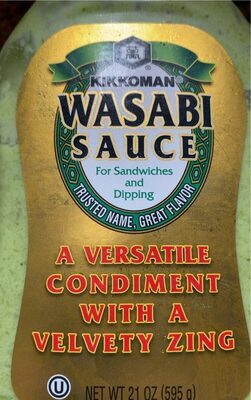 KIKKOMAN
WASABI
SAUCE
For Sandwiches
and
Dipping
TRUSTED NAME, GREAT FLAVOR
A VERSATILE
CONDIMENT
WITH A
VELVETY ZING
U
NET WT 21 OZ (595 g)